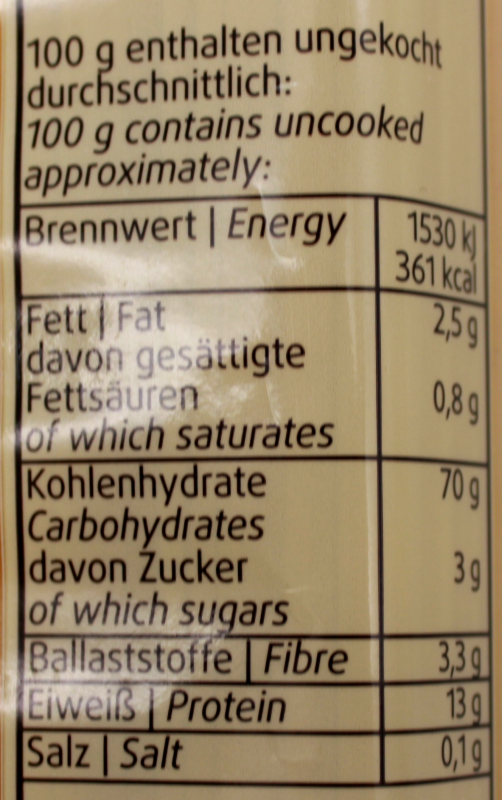 100 g enthalten ungekocht
durchschnittlich:
100 g contains uncooked
approximately:
Brennwert | Energy 1530 kJ
361 kcal
Fett | Fat 2,5 g
davon gesättigte
Fettsäuren 0,8 g
of which saturates
Kohlenhydrate 70 g
Carbohydrates
davon Zucker 3 g
of which sugars
Ballaststoffe | Fibre 3,3 g
Eiweiß | Protein 13 g
Salz | Salt 0,1 g